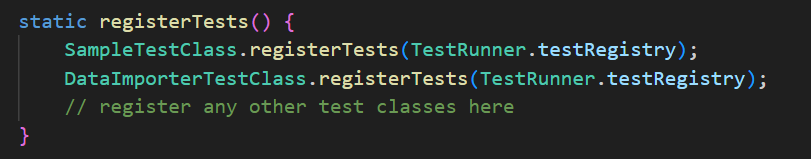 static registerTests() {
    SampleTestClass.registerTests(TestRunner.testRegistry);
    DataImporterTestClass.registerTests(TestRunner.testRegistry);
    // register any other test classes here
}